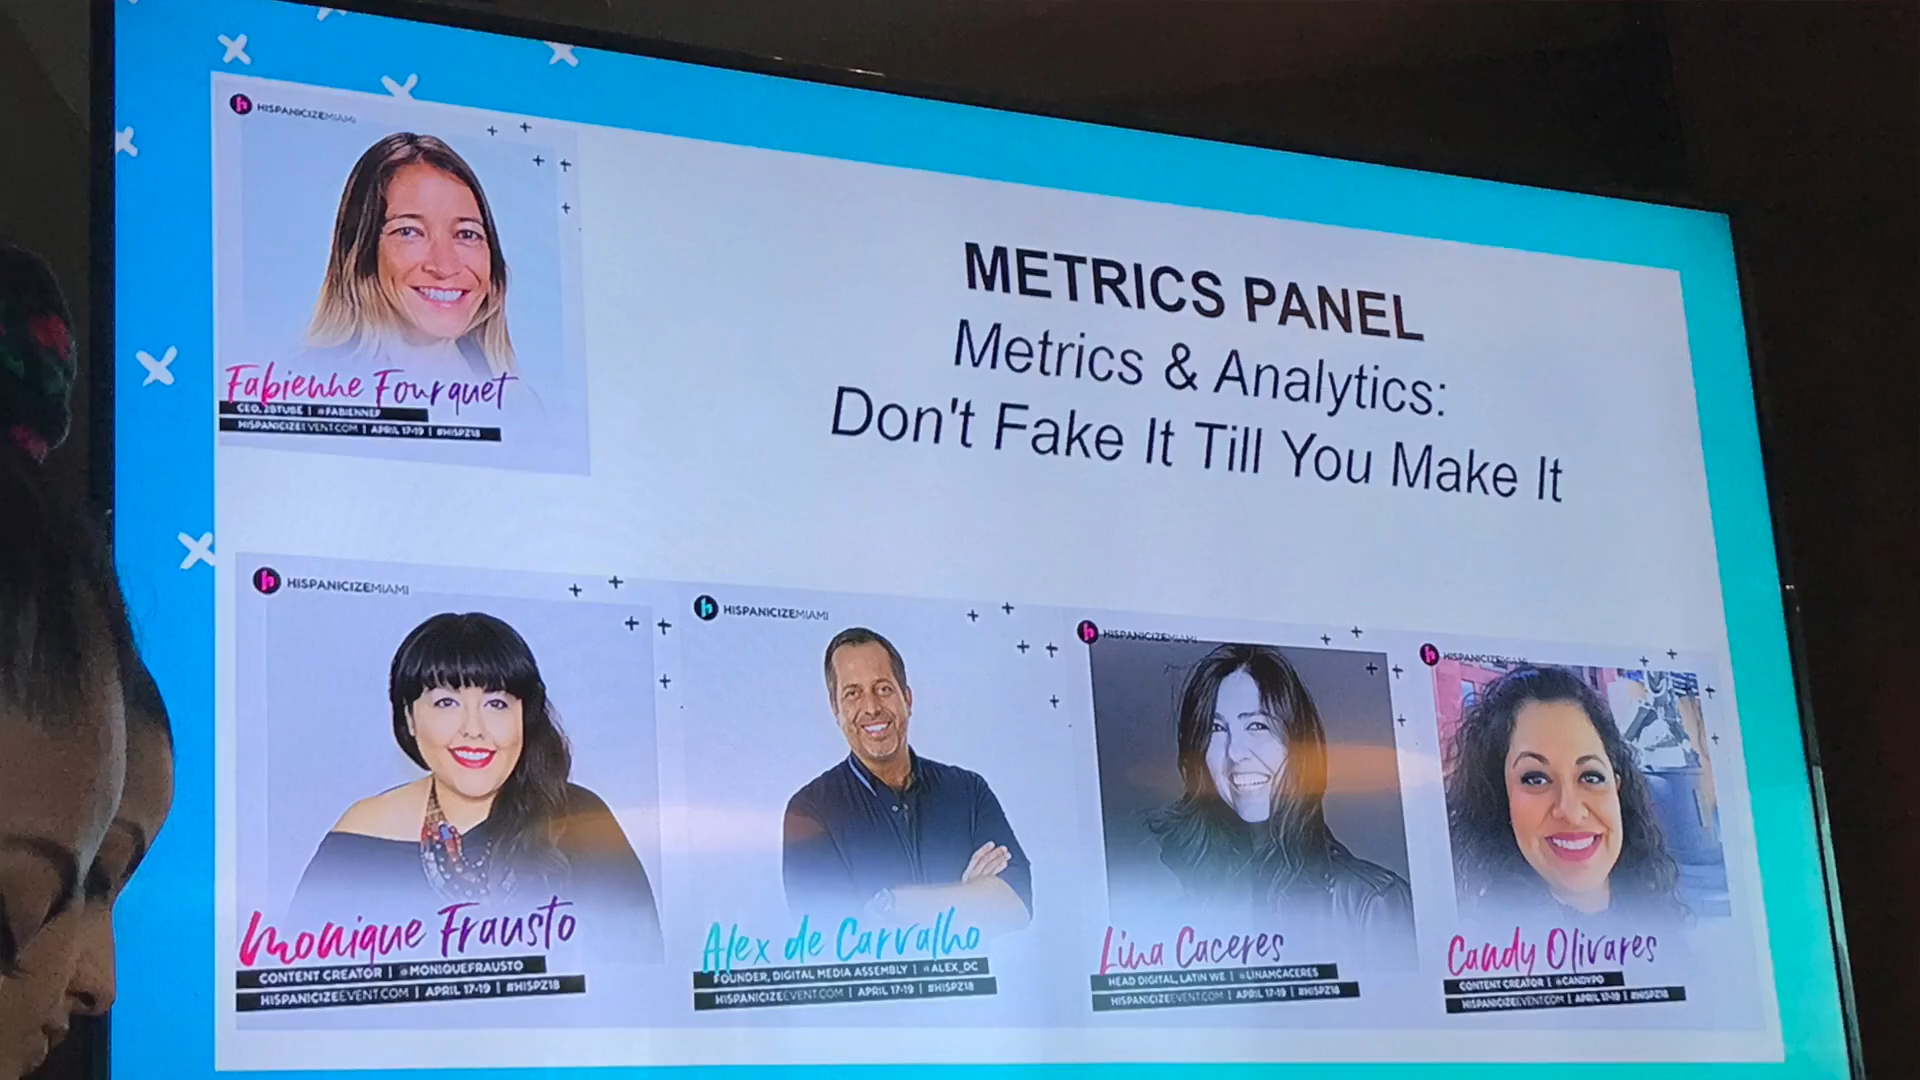 HISPANICIZEMIAMI
Fabienne Fourquet
CEO, 2BTUBE | @FABIENNEF
HISPANICIZEEVENT.COM | APRIL 17-19 | #HISPZ18
METRICS PANEL
Metrics & Analytics:
Don't Fake It Till You Make It
HISPANICIZEMIAMI
Monique Frausto
CONTENT CREATOR | @MONIQUEFRAUSTO
HISPANICIZEEVENT.COM | APRIL 17-19 | #HISPZ18
HISPANICIZEMIAMI
Alex de Carvalho
FOUNDER, DIGITAL MEDIA ASSEMBLY | @ALEX_DC
HISPANICIZEEVENT.COM | APRIL 17-19 | #HISPZ18
HISPANICIZEMIAMI
Lina Caceres
HEAD DIGITAL, LATIN WE | @LINAMCACERES
HISPANICIZEEVENT.COM | APRIL 17-19 | #HISPZ18
HISPANICIZEMIAMI
Candy Olivares
CONTENT CREATOR | @CANDYPO
HISPANICIZEEVENT.COM | APRIL 17-19 | #HISPZ18